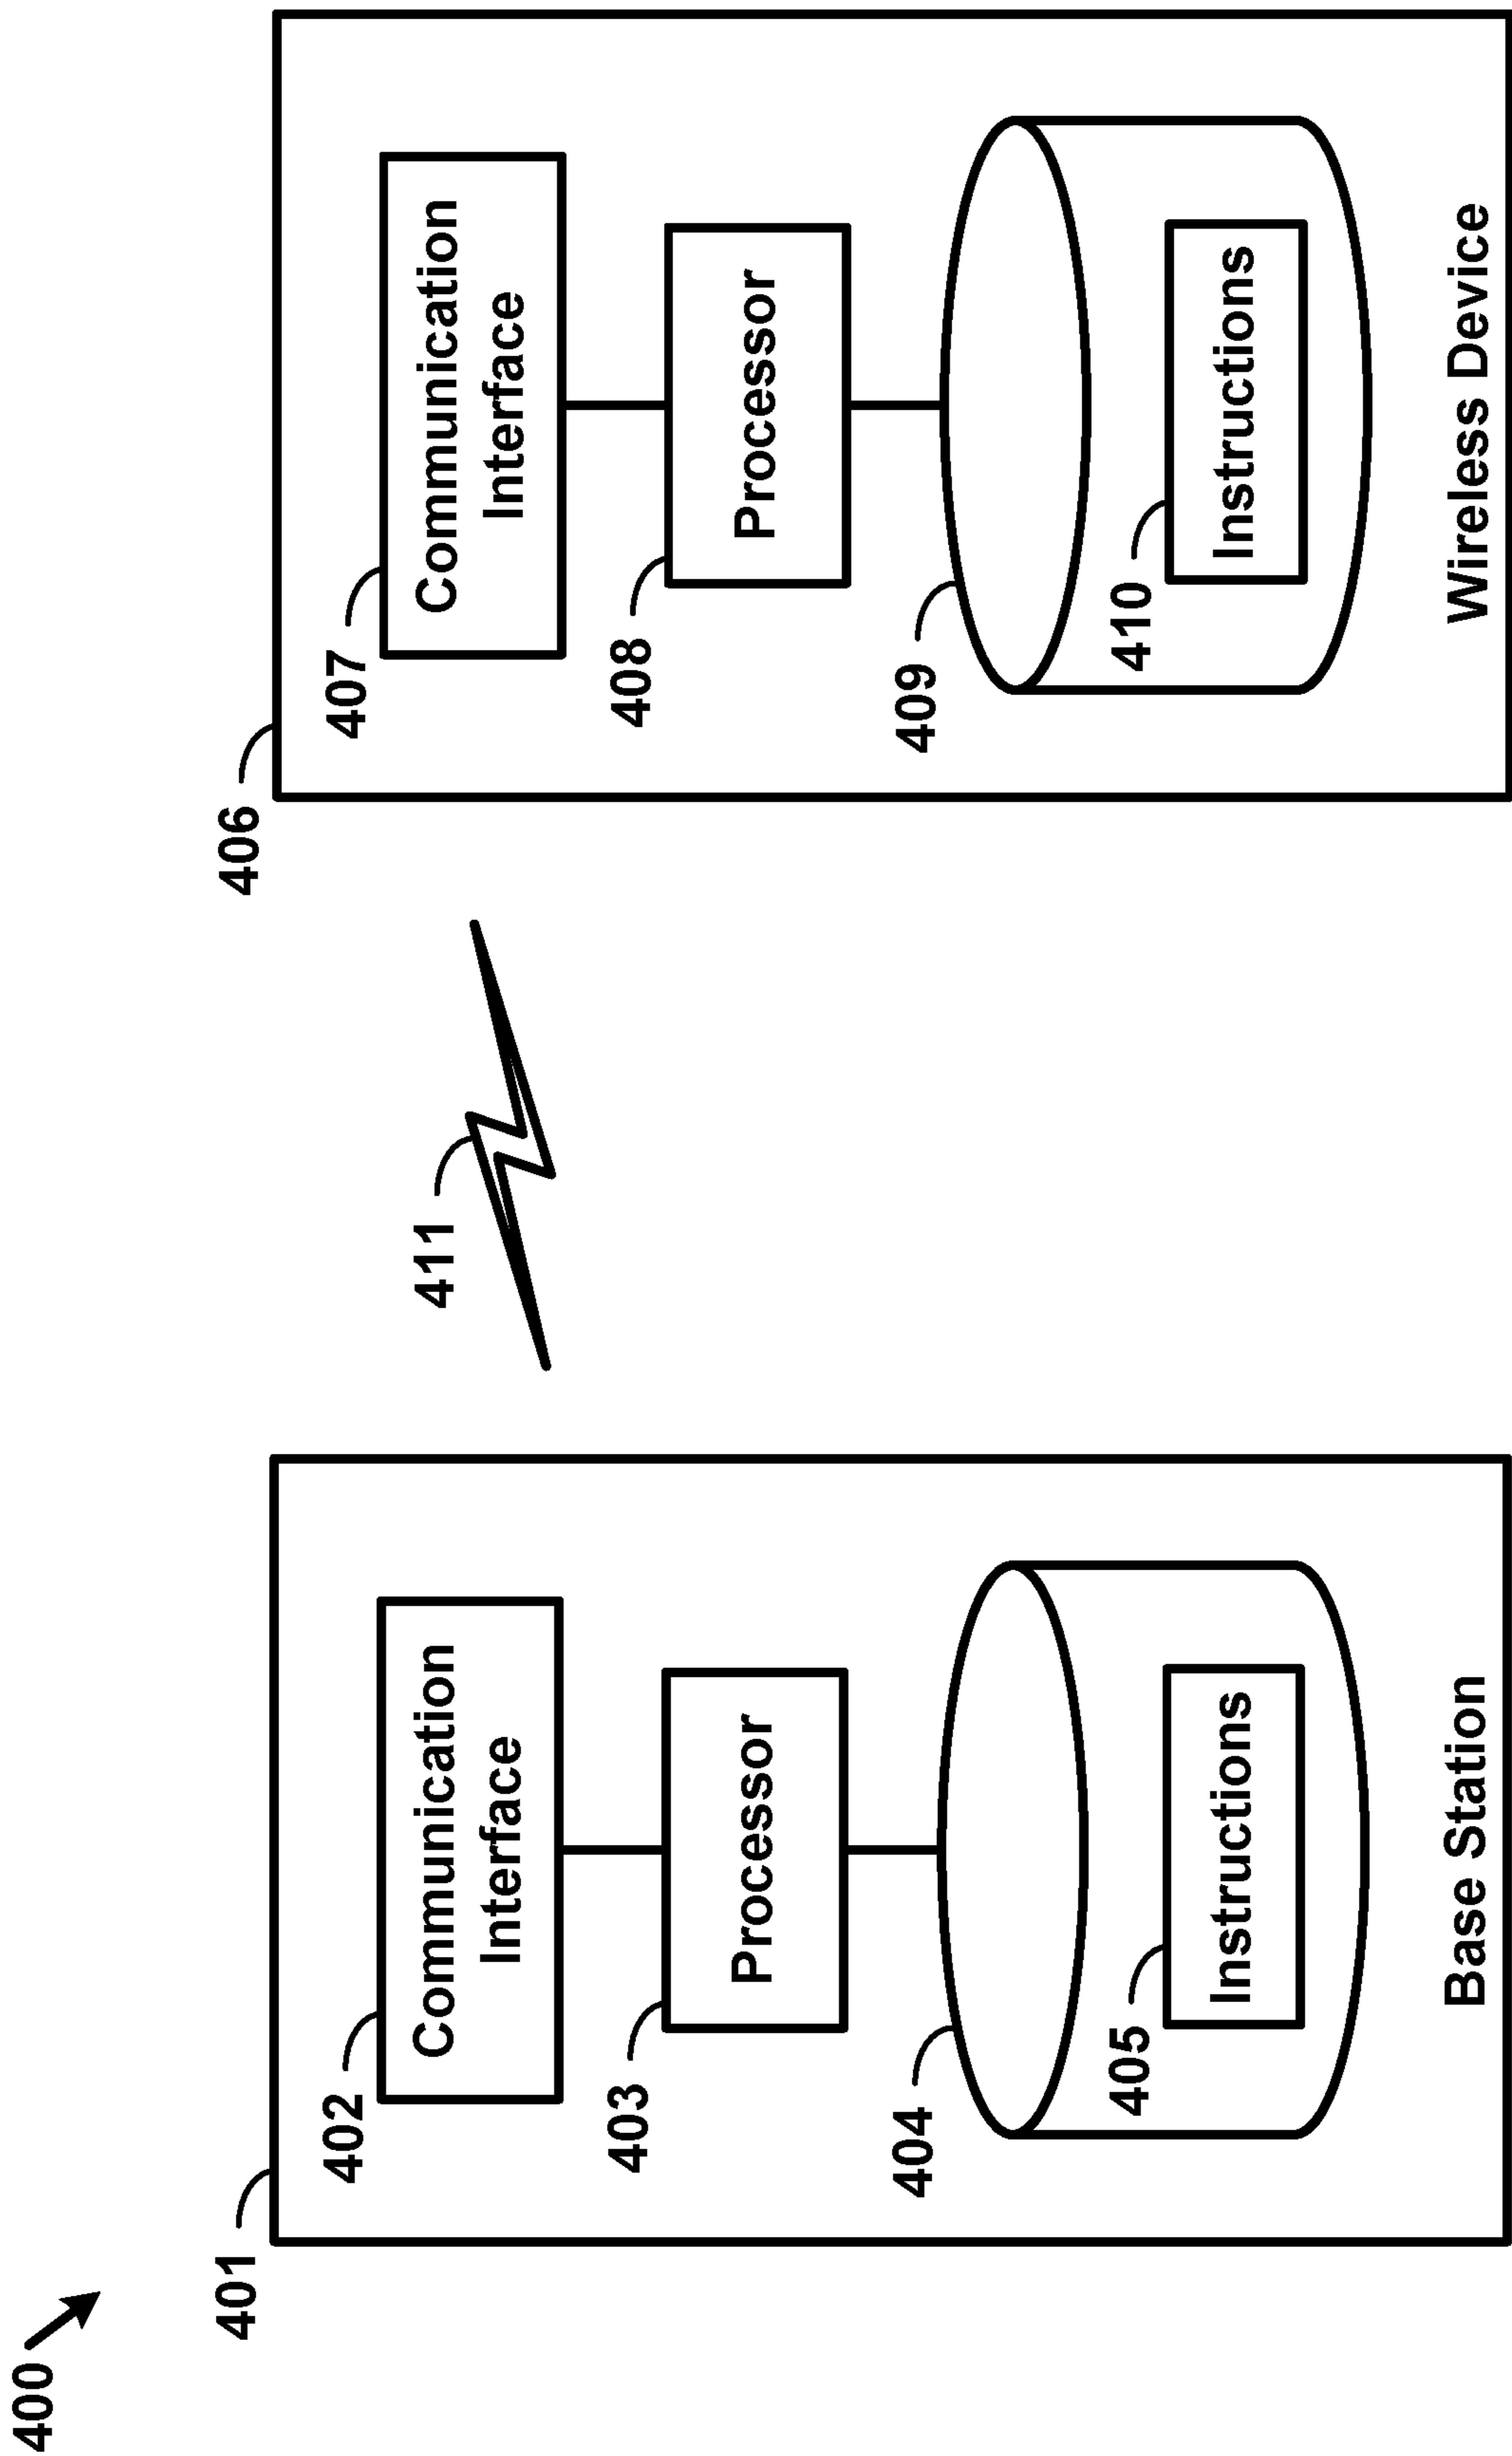 400
401
402
Communication
Interface
403
Processor
404
405
Instructions
Base Station
411
406
407
Communication
Interface
408
Processor
409
410
Instructions
Wireless Device